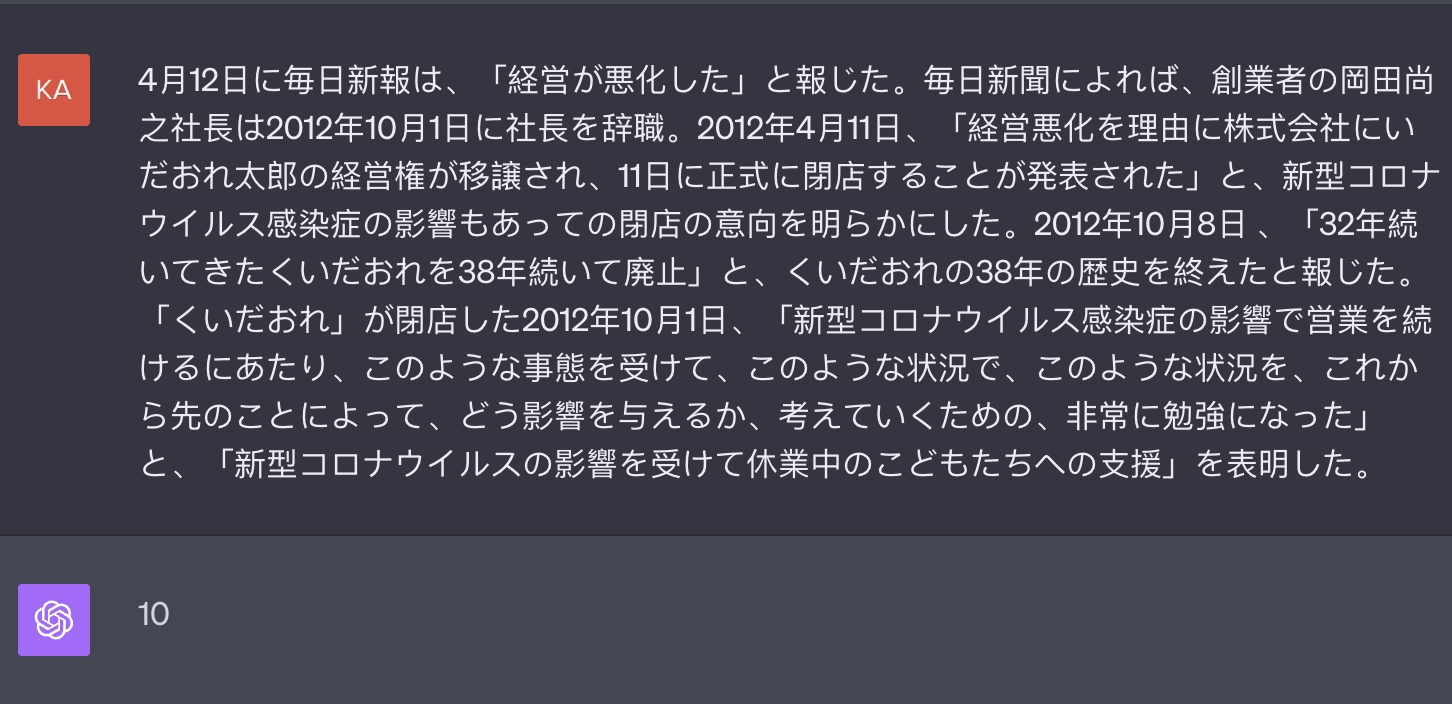 KA
4月12日に毎日新報は、「経営が悪化した」と報じた。毎日新聞によれば、創業者の岡田尚
之社長は2012年10月1日に社長を辞職。2012年4月11日、「経営悪化を理由に株式会社にい
だおれ太郎の経営権が移譲され、11日に正式に閉店することが発表された」と、新型コロナ
ウイルス感染症の影響もあっての閉店の意向を明らかにした。2012年10月8日 、「32年続
いてきたくいだおれを38年続いて廃止」と、くいだおれの38年の歴史を終えたと報じた。
「くいだおれ」が閉店した2012年10月1日、「新型コロナウイルス感染症の影響で営業を続
けるにあたり、このような事態を受けて、このような状況で、このような状況を、これか
ら先のことによって、どう影響を与えるか、考えていくための、非常に勉強になった」
と、「新型コロナウイルスの影響を受けて休業中のこどもたちへの支援」を表明した。
10